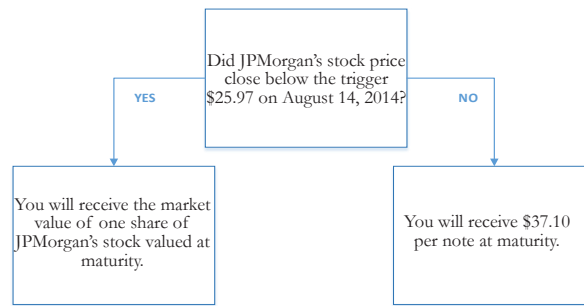 Did JPMorgan’s stock price
close below the trigger
$25.97 on August 14, 2014?
YES
NO
You will receive the market
value of one share of
JPMorgan’s stock valued at
maturity.
You will receive $37.10
per note at maturity.